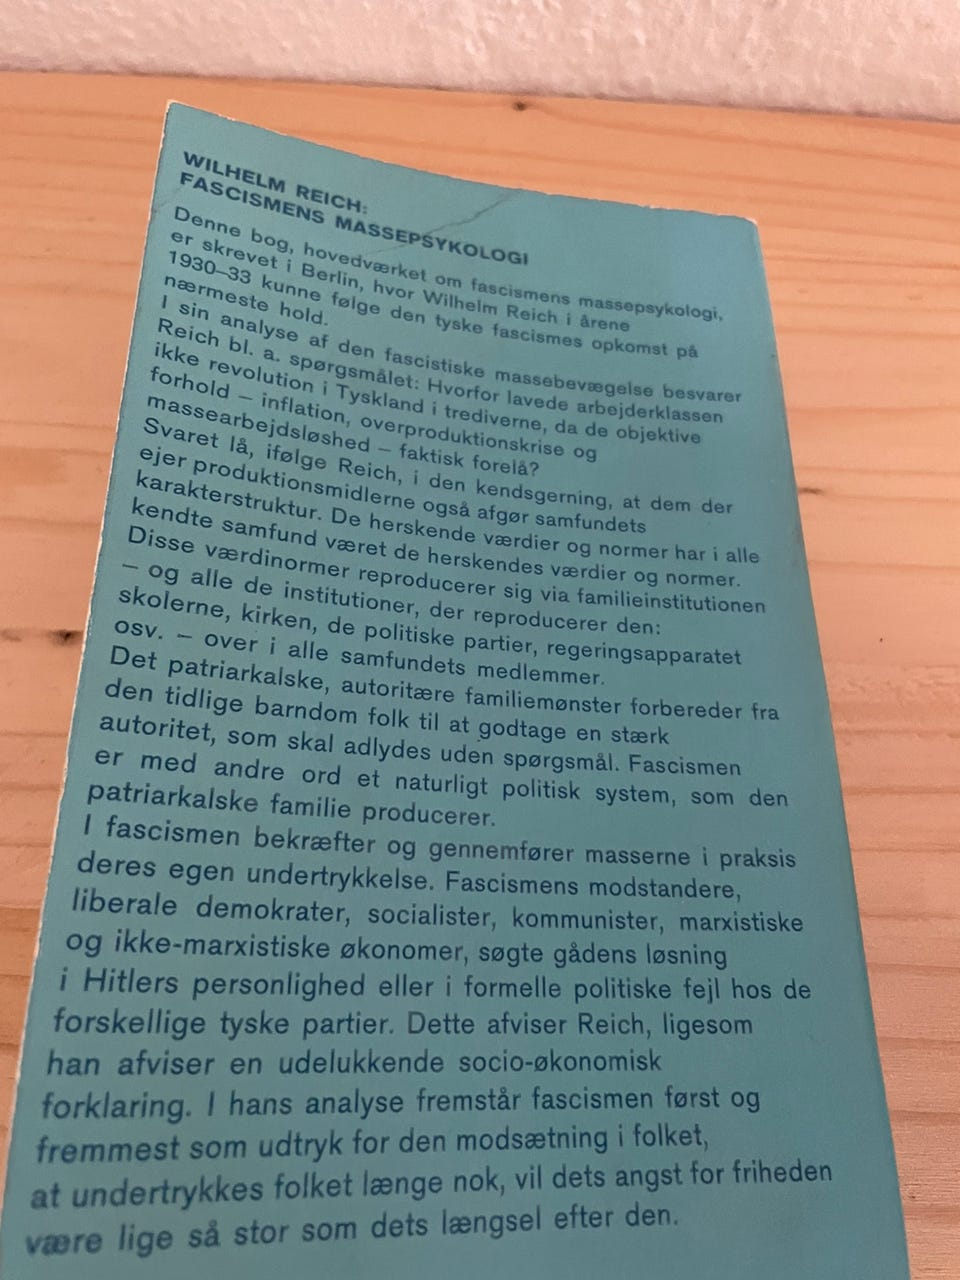 WILHELM REICH:
FASCISMENS MASSEPSYKOLOGI
Denne bog, hovedværket om fascismens massepsykologi,
er skrevet i Berlin, hvor Wilhelm Reich i årene
1930–33 kunne følge den tyske fascismes opkomst på
nærmeste hold.
I sin analyse af den fascistiske massebevægelse besvarer
Reich bl. a. spørgsmålet: Hvorfor lavede arbejderklassen
ikke revolution i Tyskland i trediverne, da de objektive
forhold – inflation, overproduktionskrise og
massearbejdsløshed – faktisk forelå?
Svaret lå, ifølge Reich, i den kendsgerning, at dem der
ejer produktionsmidlerne også afgør samfundets
karakterstruktur. De herskende værdier og normer har i alle
kendte samfund været de herskendes værdier og normer.
Disse værdinormer reproducerer sig via familieinstitutionen
– og alle de institutioner, der reproducerer den:
skolerne, kirken, de politiske partier, regeringsapparatet
osv. – over i alle samfundets medlemmer.
Det patriarkalske, autoritære familiemønster forbereder fra
den tidlige barndom folk til at godtage en stærk
autoritet, som skal adlydes uden spørgsmål. Fascismen
er med andre ord et naturligt politisk system, som den
patriarkalske familie producerer.
I fascismen bekræfter og gennemfører masserne i praksis
deres egen undertrykkelse. Fascismens modstandere,
liberale demokrater, socialister, kommunister, marxistiske
og ikke-marxistiske økonomer, søgte gådens løsning
i Hitlers personlighed eller i formelle politiske fejl hos de
forskellige tyske partier. Dette afviser Reich, ligesom
han afviser en udelukkende socio-økonomisk
forklaring. I hans analyse fremstår fascismen først og
fremmest som udtryk for den modsætning i folket,
at undertrykkes folket længe nok, vil dets angst for friheden
være lige så stor som dets længsel efter den.